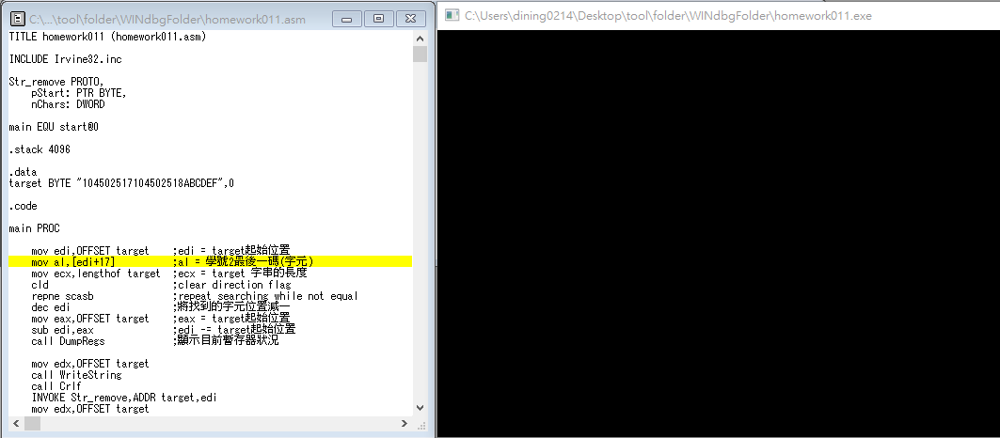 C:\...\tool\folder\WINdbgFolder\homework011.asm
TITLE homework011 (homework011.asm)
INCLUDE Irvine32.inc
Str_remove PROTO,
pStart: PTR BYTE,
nChars: DWORD
main EQU start@0
.stack 4096
.data
target BYTE "104502517104502518ABCDEF",0
.code
main PROC
mov edi,OFFSET target ;edi = target起始位置
mov al,[edi+17] ;al = 學號2最後一碼(字元)
mov ecx,lengthof target ;ecx = target 字串的長度
cld ;clear direction flag
repne scasb ;repeat searching while not equal
dec edi ;將找到的字元位置減一
mov eax,OFFSET target ;eax = target起始位置
sub edi,eax ;edi -= target起始位置
call DumpRegs ;顯示目前暫存器狀況
mov edx,OFFSET target
call WriteString
call Crlf
INVOKE Str_remove,ADDR target,edi
mov edx,OFFSET target
C:\Users\dining0214\Desktop\tool\folder\WINdbgFolder\homework011.exe